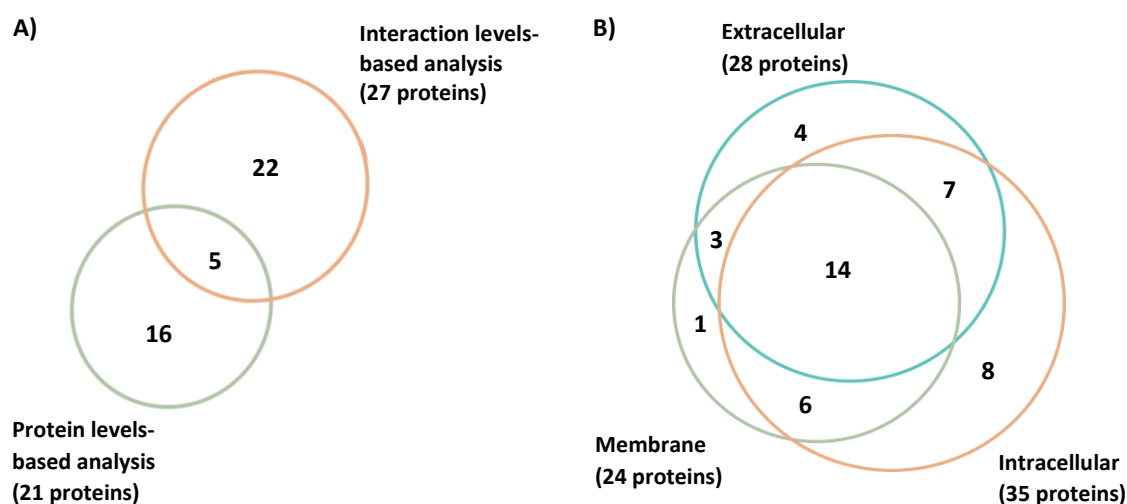 A)
Interaction levels-
based analysis
(27 proteins)
22
5
16
Protein levels-
based analysis
(21 proteins)
B)
Extracellular
(28 proteins)
4
7
3
14
1
8
6
Membrane
(24 proteins)
Intracellular
(35 proteins)